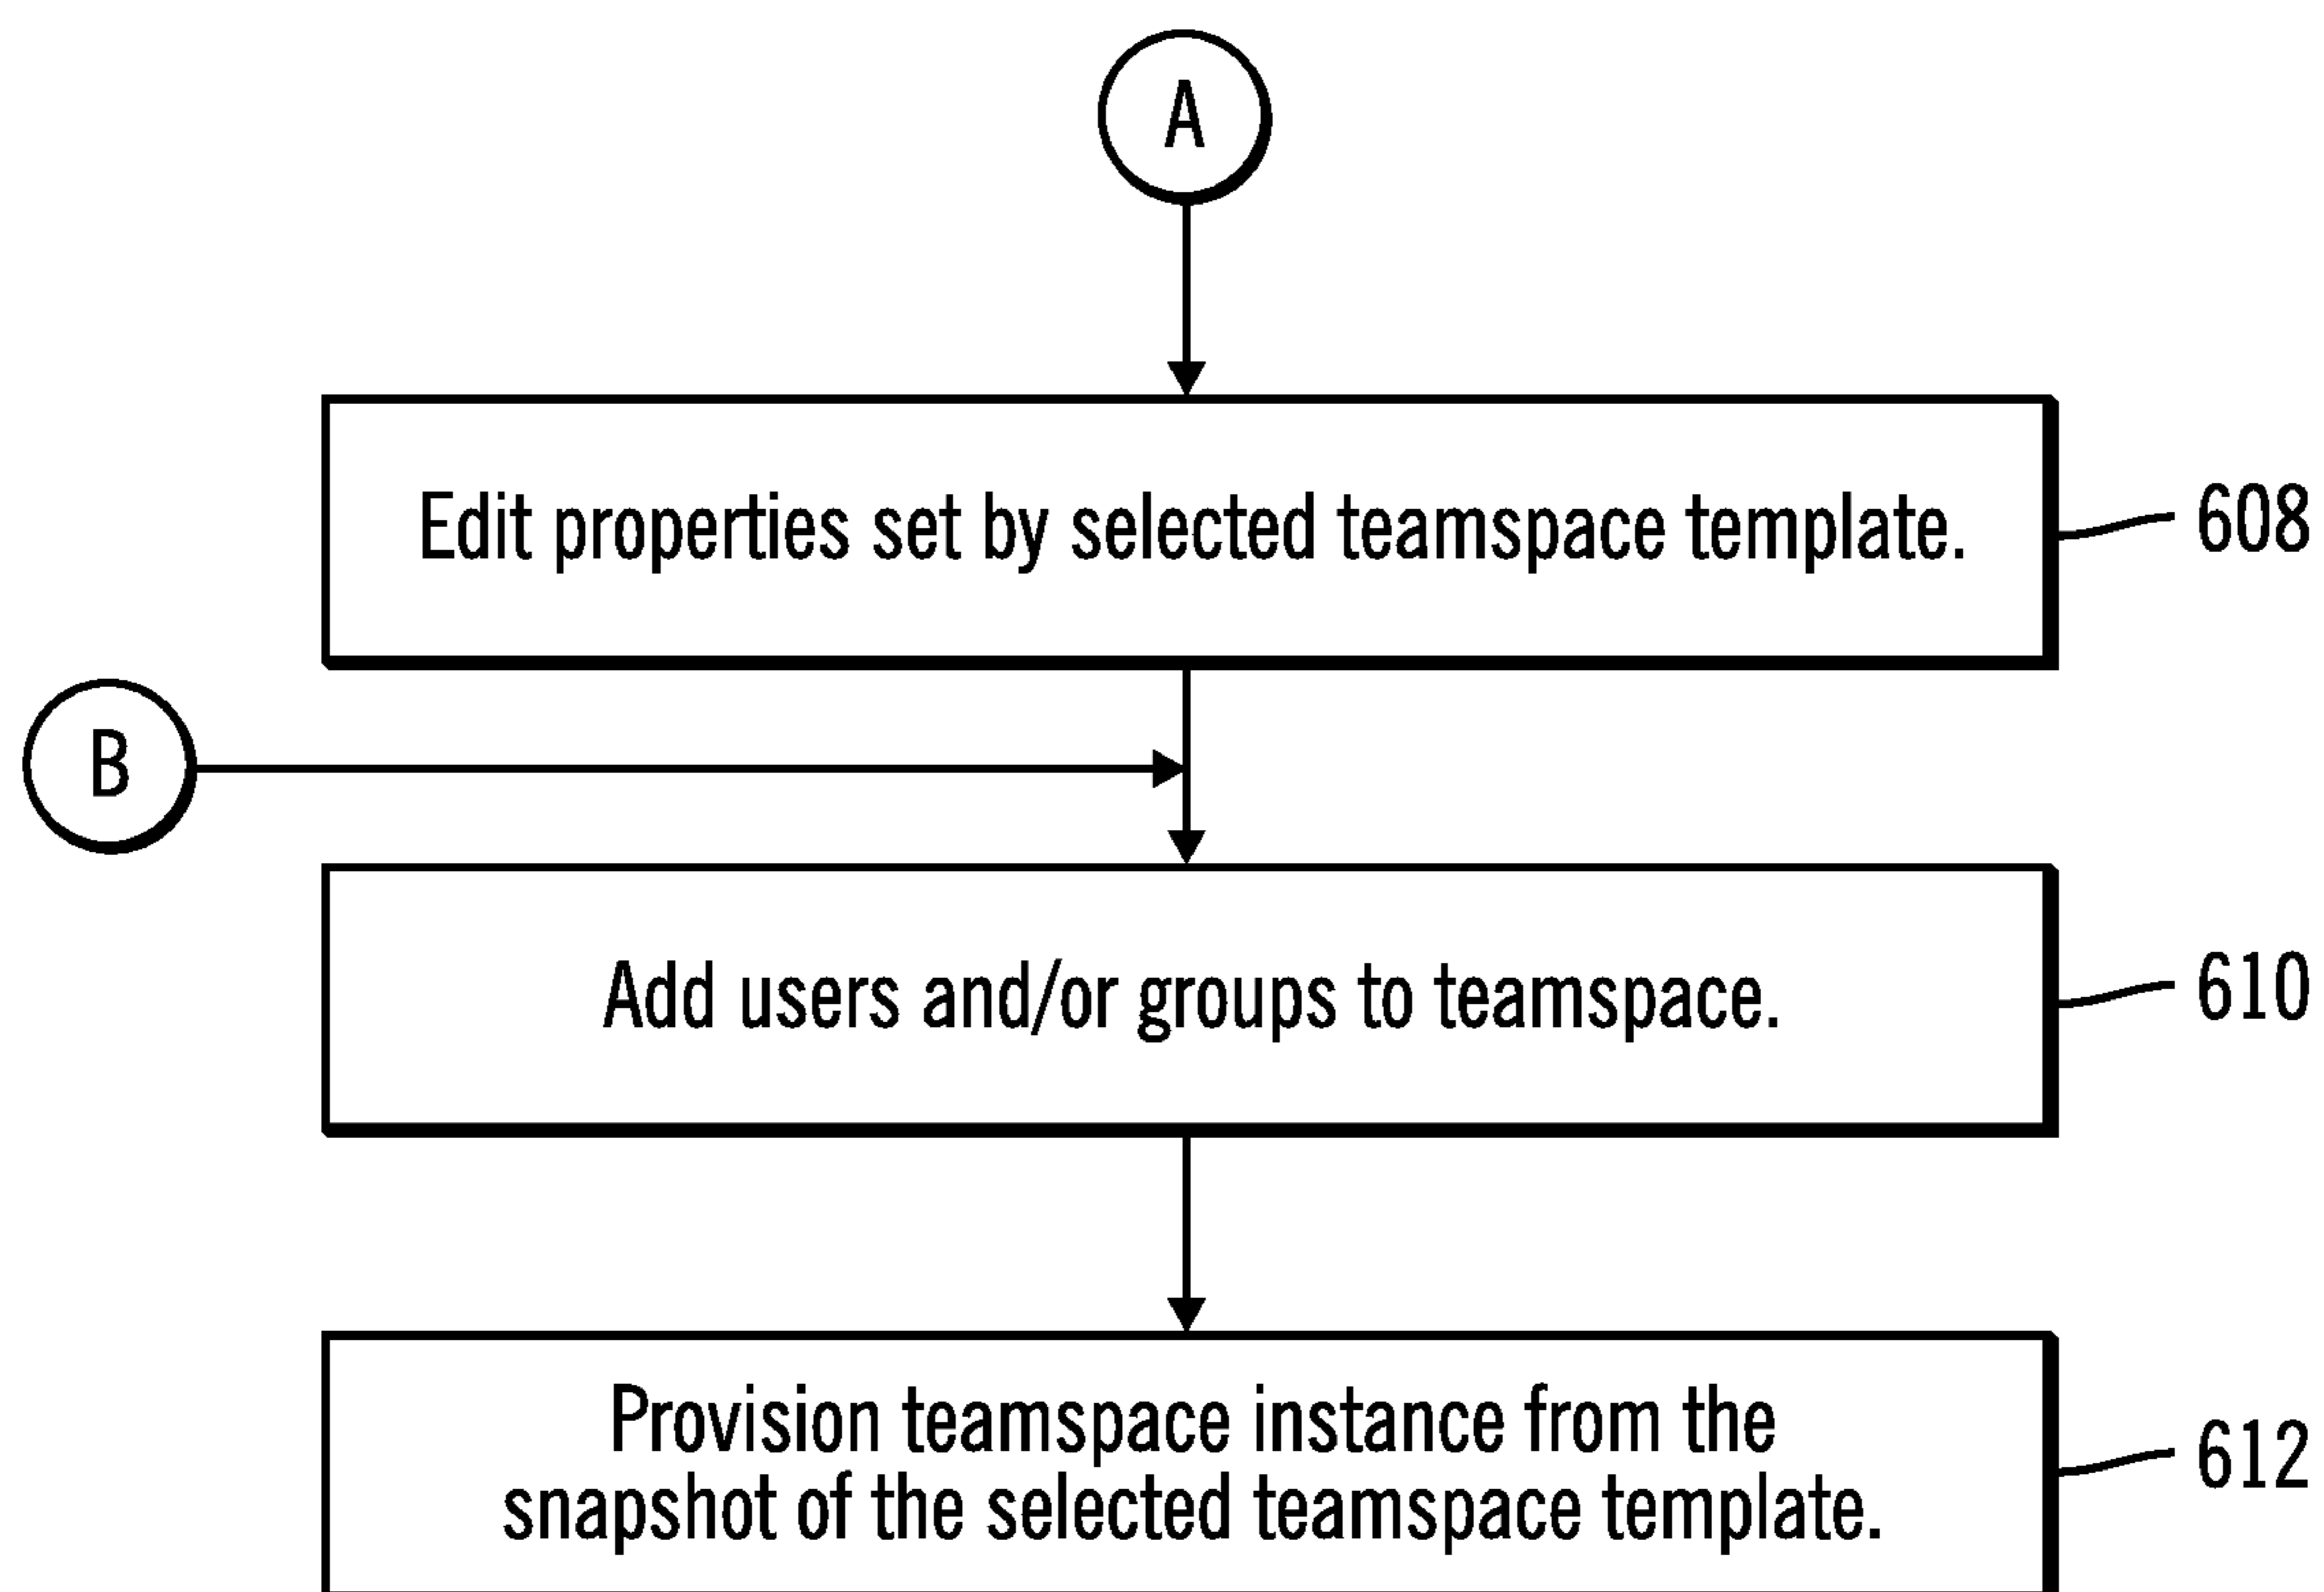 A
Edit properties set by selected teamspace template.
608
B
Add users and/or groups to teamspace.
610
Provision teamspace instance from the
snapshot of the selected teamspace template.
612